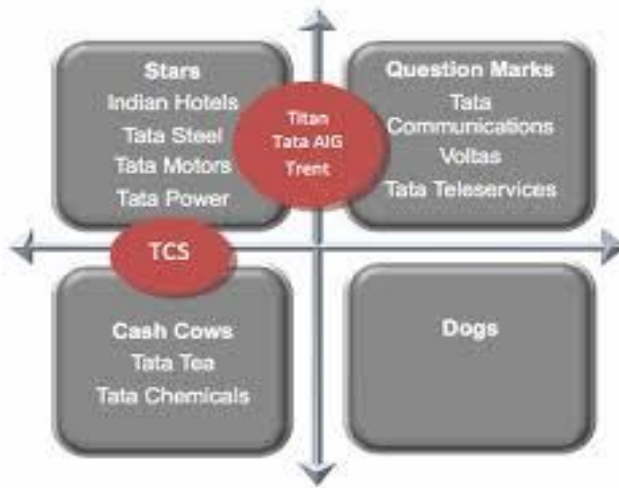 Stars
Indian Hotels
Tata Steel
Tata Motors
Tata Power
Titan
Tata AIG
Trent
Question Marks
Tata
Communications
Voltas
Tata Teleservices
TCS
Cash Cows
Tata Tea
Tata Chemicals
Dogs